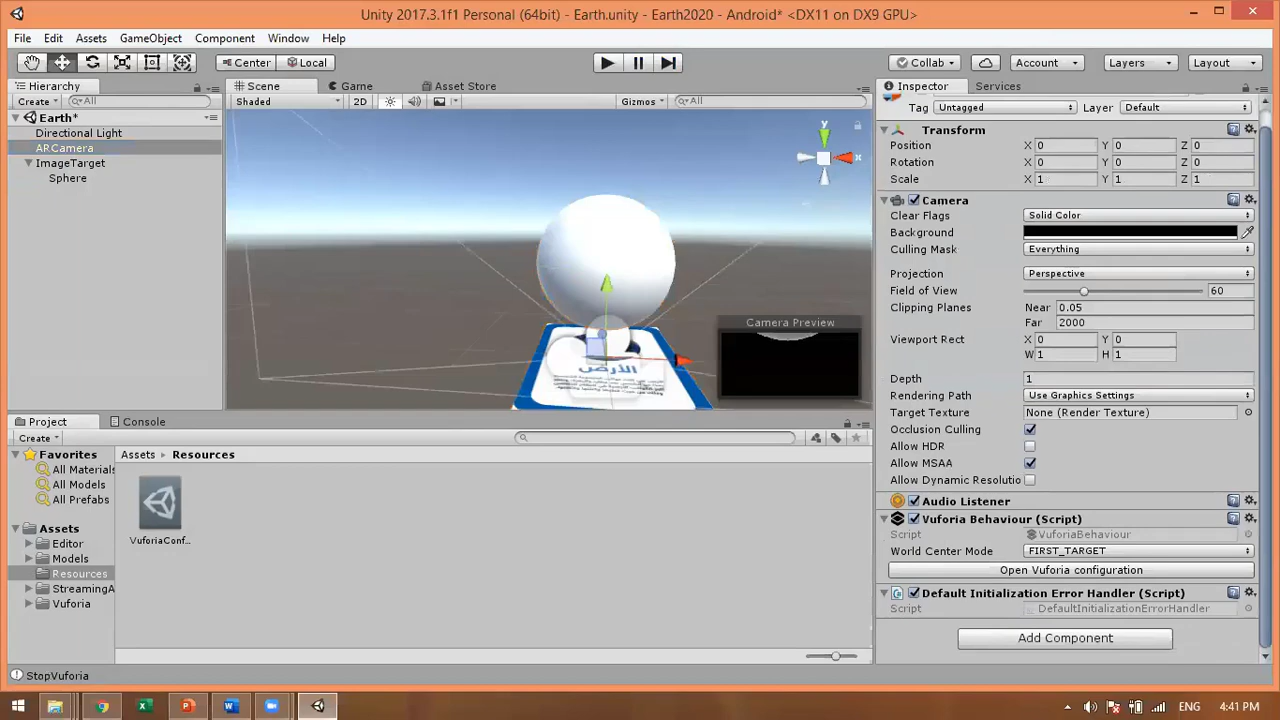 Unity 2017.3.1f1 Personal (64bit) - Earth.unity - Earth2020 - Android* <DX11 on DX9 GPU>
File Edit Assets GameObject Component Window Help
Center Local Collab Account Layers Layout
Hierarchy Scene Game Asset Store Inspector Services
Create All Shaded 2D Gizmos All Tag Untagged Layer Default
Earth*
Directional Light
ARCamera
ImageTarget
Sphere
y
x
Camera Preview
الأرض
Transform
Position X 0 Y 0 Z 0
Rotation X 0 Y 0 Z 0
Scale X 1 Y 1 Z 1
Camera
Clear Flags Solid Color
Background
Culling Mask Everything
Projection Perspective
Field of View 60
Clipping Planes Near 0.05
Far 2000
Viewport Rect X 0 Y 0
W 1 H 1
Depth 1
Rendering Path Use Graphics Settings
Target Texture None (Render Texture)
Occlusion Culling
Allow HDR
Allow MSAA
Allow Dynamic Resolutio
Audio Listener
Vuforia Behaviour (Script)
Script VuforiaBehaviour
World Center Mode FIRST_TARGET
Open Vuforia configuration
Default Initialization Error Handler (Script)
Script DefaultInitializationErrorHandler
Add Component
Project Console
Create
Favorites
All Materials
All Models
All Prefabs
Assets
Editor
Models
Resources
StreamingA
Vuforia
Assets Resources
VuforiaConf...
StopVuforia
ENG 4:41 PM